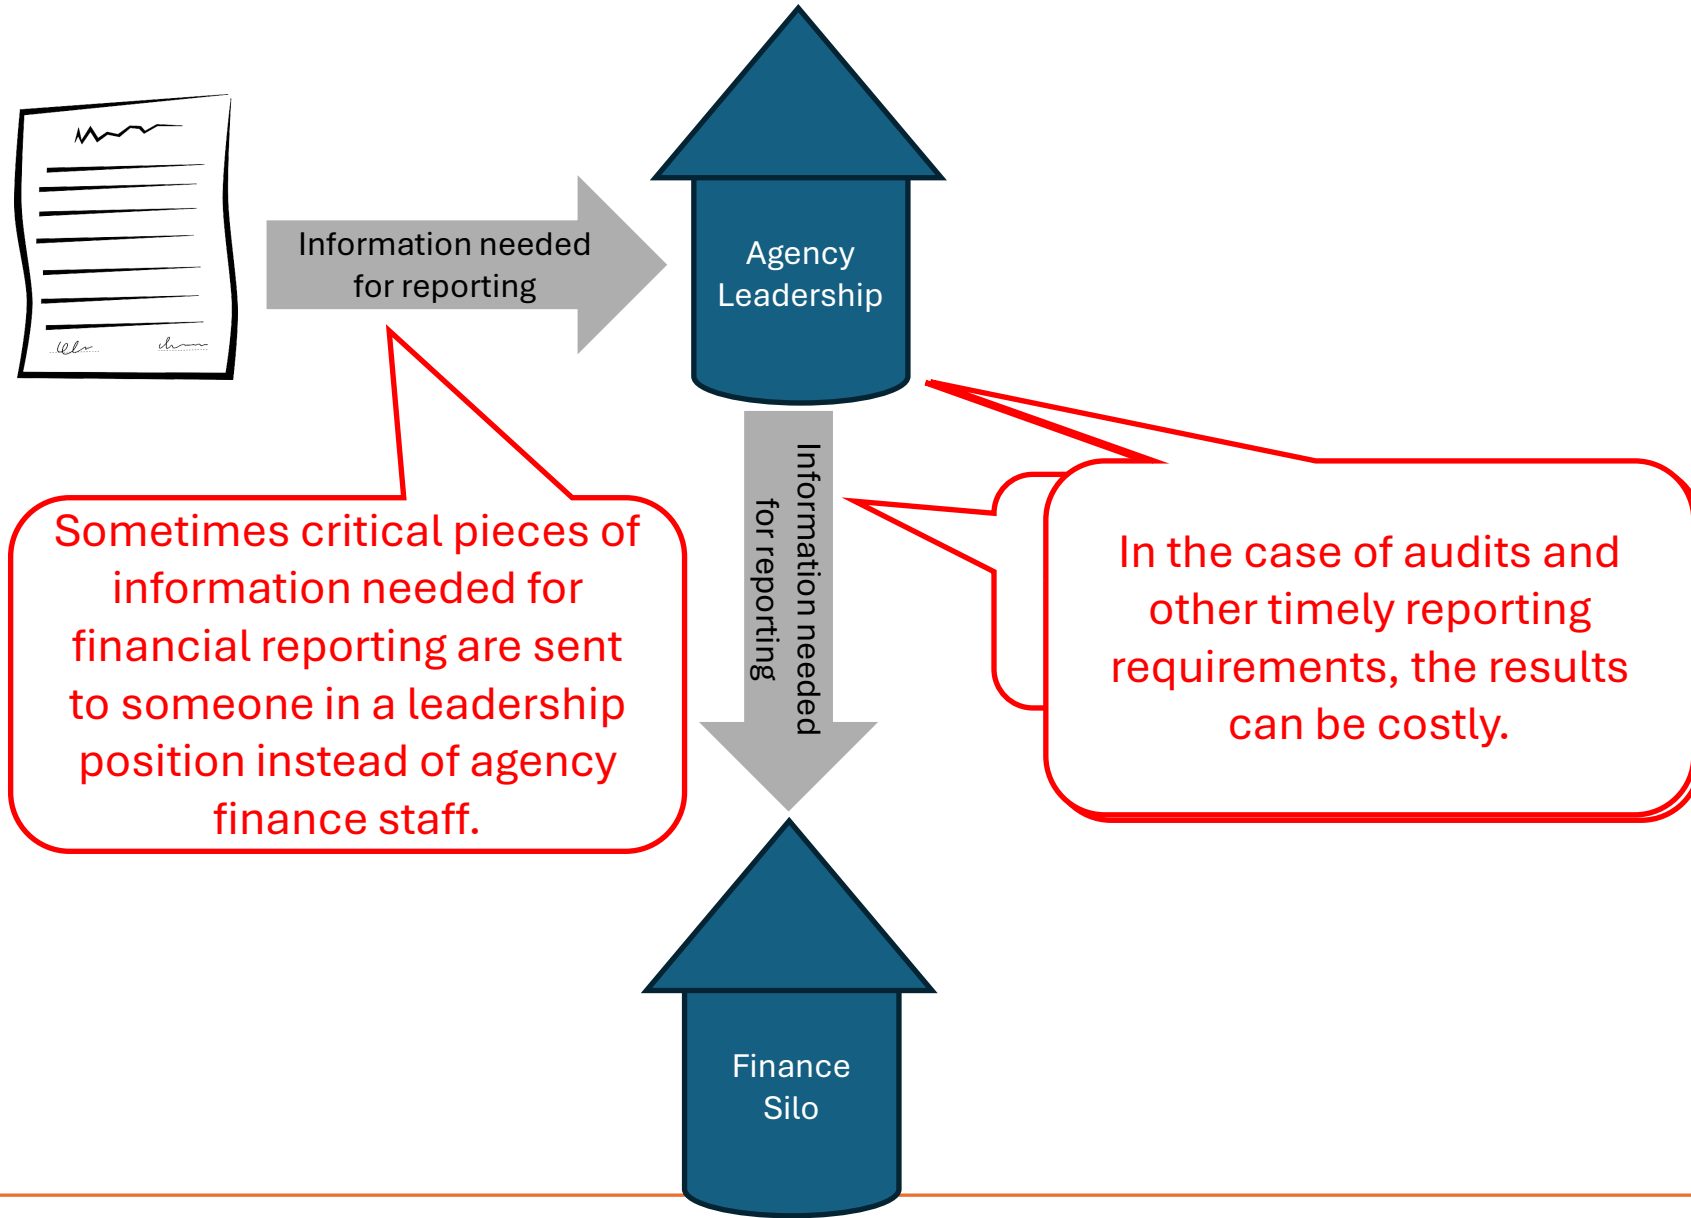 Information needed
for reporting
Agency
Leadership
Information needed
for reporting
Sometimes critical pieces of
information needed for
financial reporting are sent
to someone in a leadership
position instead of agency
finance staff.
In the case of audits and
other timely reporting
requirements, the results
can be costly.
Finance
Silo